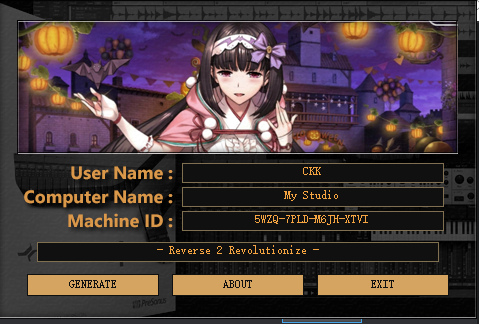 User Name : CKK
Computer Name : My Studio
Machine ID : 5WZQ-7PLD-M6JH-XTVI
- Reverse 2 Revolutionize -
GENERATE ABOUT EXIT
PreSonus